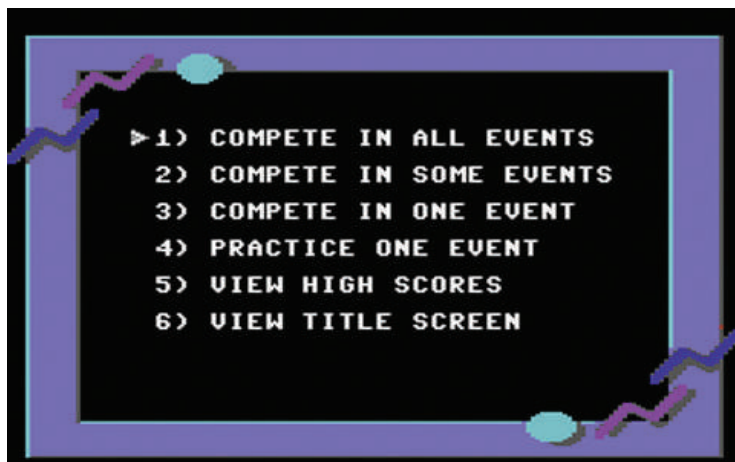 1) COMPETE IN ALL EVENTS
2) COMPETE IN SOME EVENTS
3) COMPETE IN ONE EVENT
4) PRACTICE ONE EVENT
5) VIEW HIGH SCORES
6) VIEW TITLE SCREEN